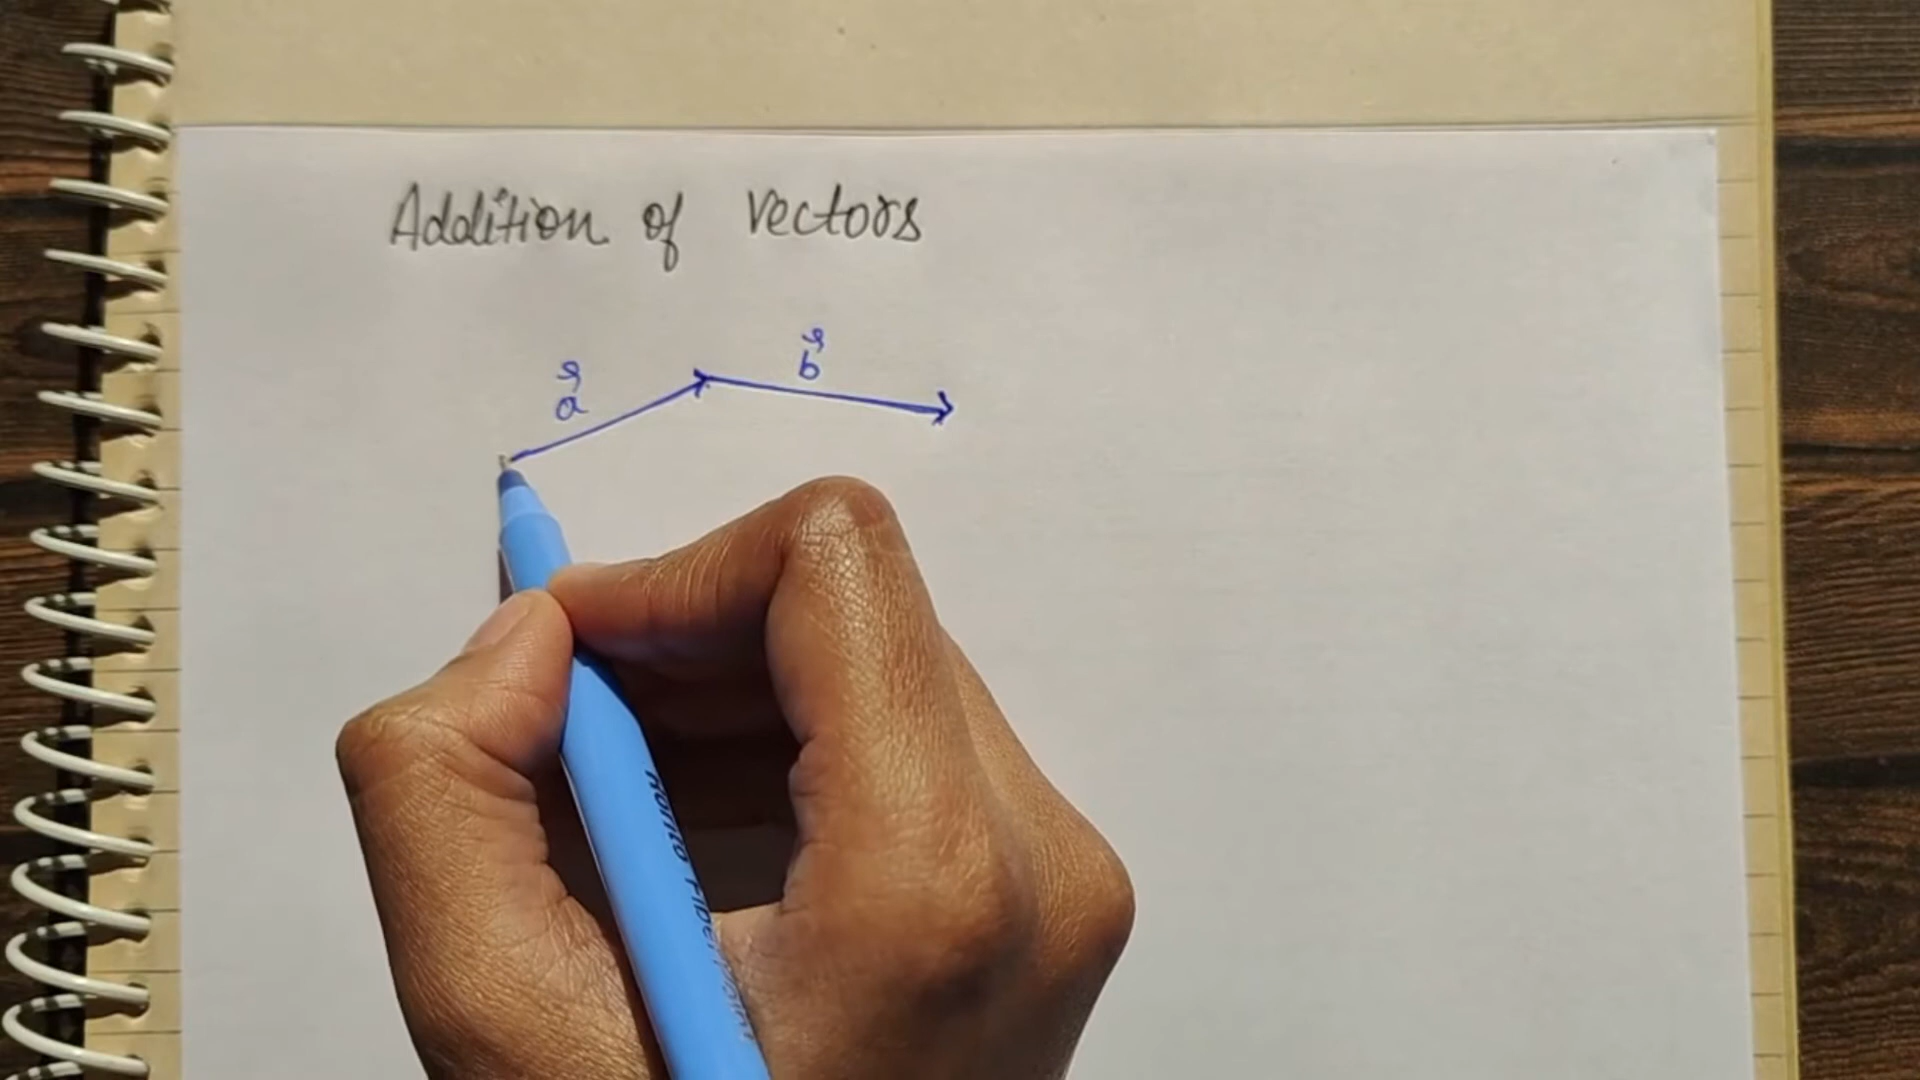 Addition of vectors
a⃗
b⃗